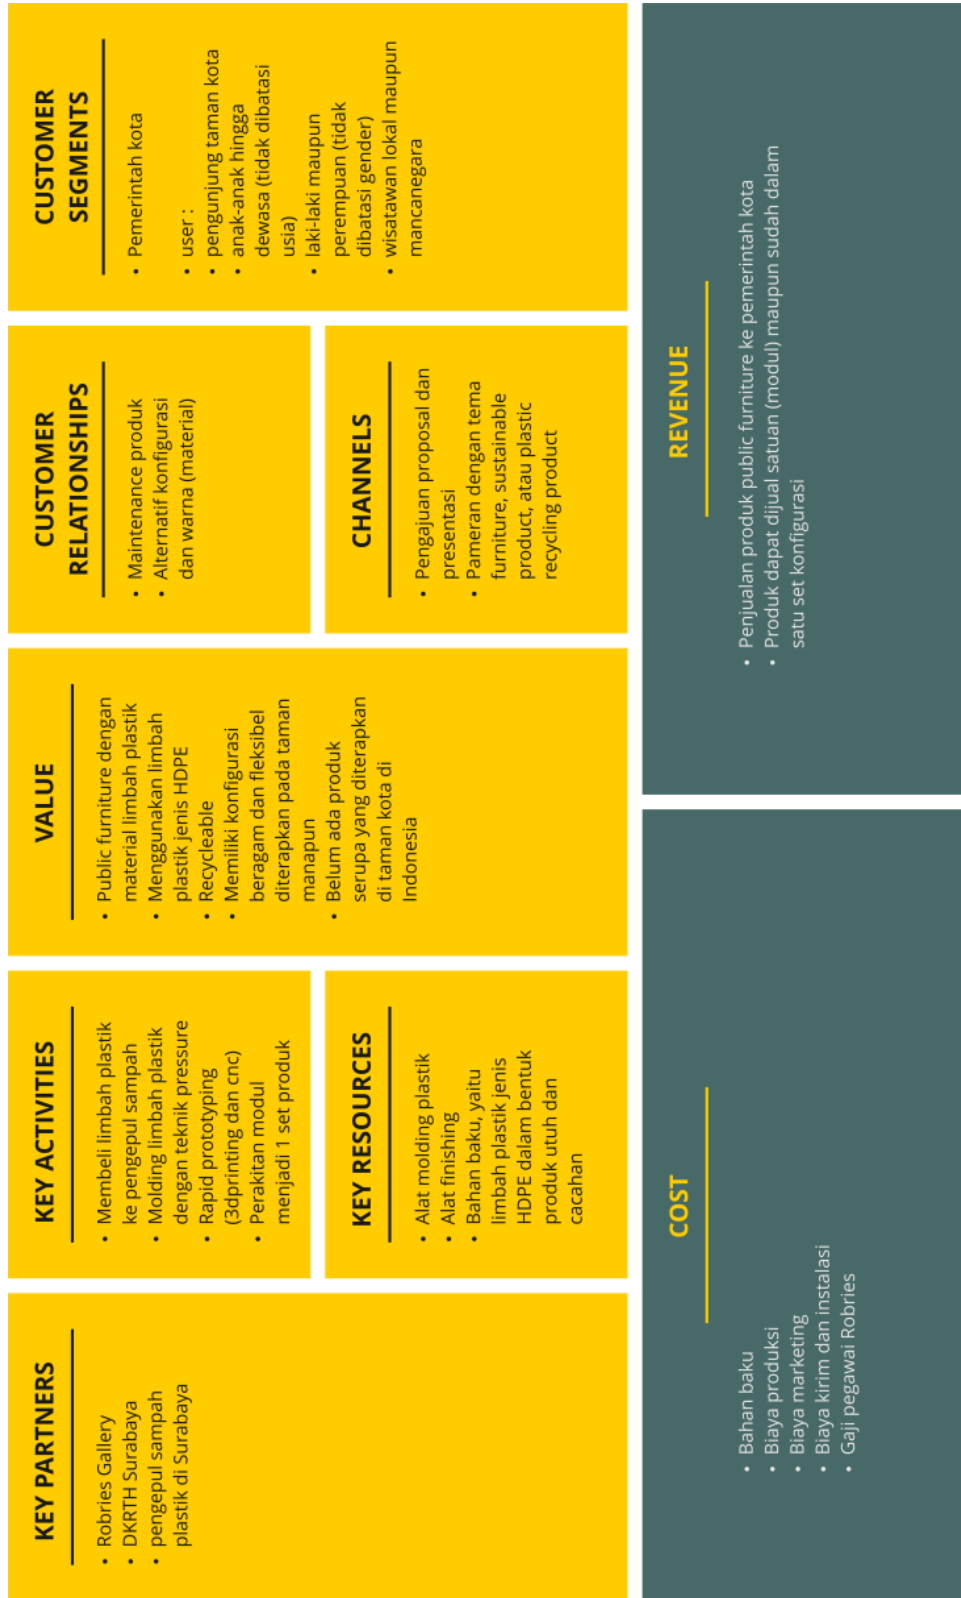 KEY PARTNERS
• Robries Gallery
• DKRTH Surabaya
• pengepul sampah
plastik di Surabaya
KEY ACTIVITIES
• Membeli limbah plastik
ke pengepul sampah
• Molding limbah plastik
dengan teknik pressure
• Rapid prototyping
(3dprinting dan cnc)
• Perakitan modul
menjadi 1 set produk
KEY RESOURCES
• Alat molding plastik
• Alat finishing
• Bahan baku, yaitu
limbah plastik jenis
HDPE dalam bentuk
produk utuh dan
cacahan
VALUE
• Public furniture dengan
material limbah plastik
• Menggunakan limbah
plastik jenis HDPE
• Recycleable
• Memiliki konfigurasi
beragam dan fleksibel
diterapkan pada taman
manapun
• Belum ada produk
serupa yang diterapkan
di taman kota di
Indonesia
CUSTOMER
RELATIONSHIPS
• Maintenance produk
• Alternatif konfigurasi
dan warna (material)
CHANNELS
• Pengajuan proposal dan
presentasi
• Pameran dengan tema
furniture, sustainable
product, atau plastic
recycling product
CUSTOMER
SEGMENTS
• Pemerintah kota
• user :
• pengunjung taman kota
• anak-anak hingga
dewasa (tidak dibatasi
usia)
• laki-laki maupun
perempuan (tidak
dibatasi gender)
• wisatawan lokal maupun
mancanegara
COST
• Bahan baku
• Biaya produksi
• Biaya marketing
• Biaya kirim dan instalasi
• Gaji pegawai Robries
REVENUE
• Penjualan produk public furniture ke pemerintah kota
• Produk dapat dijual satuan (modul) maupun sudah dalam
satu set konfigurasi